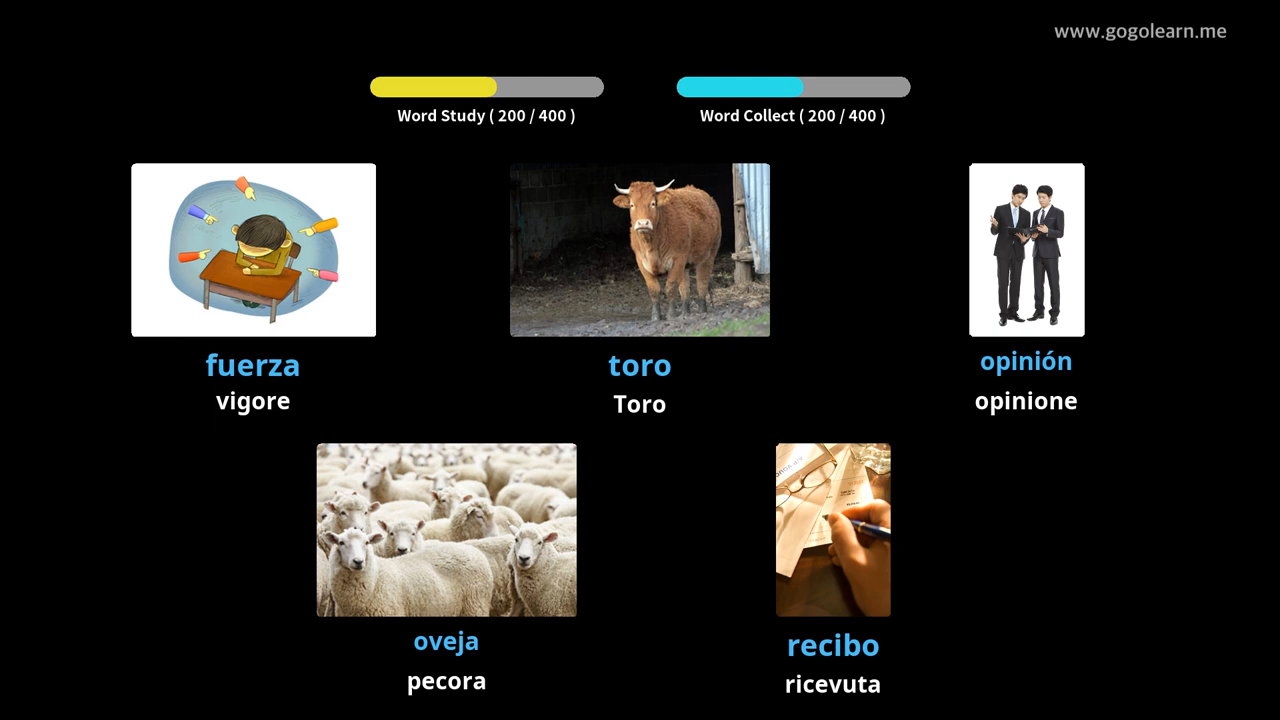 www.gogolearn.me
Word Study ( 200 / 400 )
Word Collect ( 200 / 400 )
fuerza
vigore
toro
Toro
opinión
opinione
oveja
pecora
recibo
ricevuta